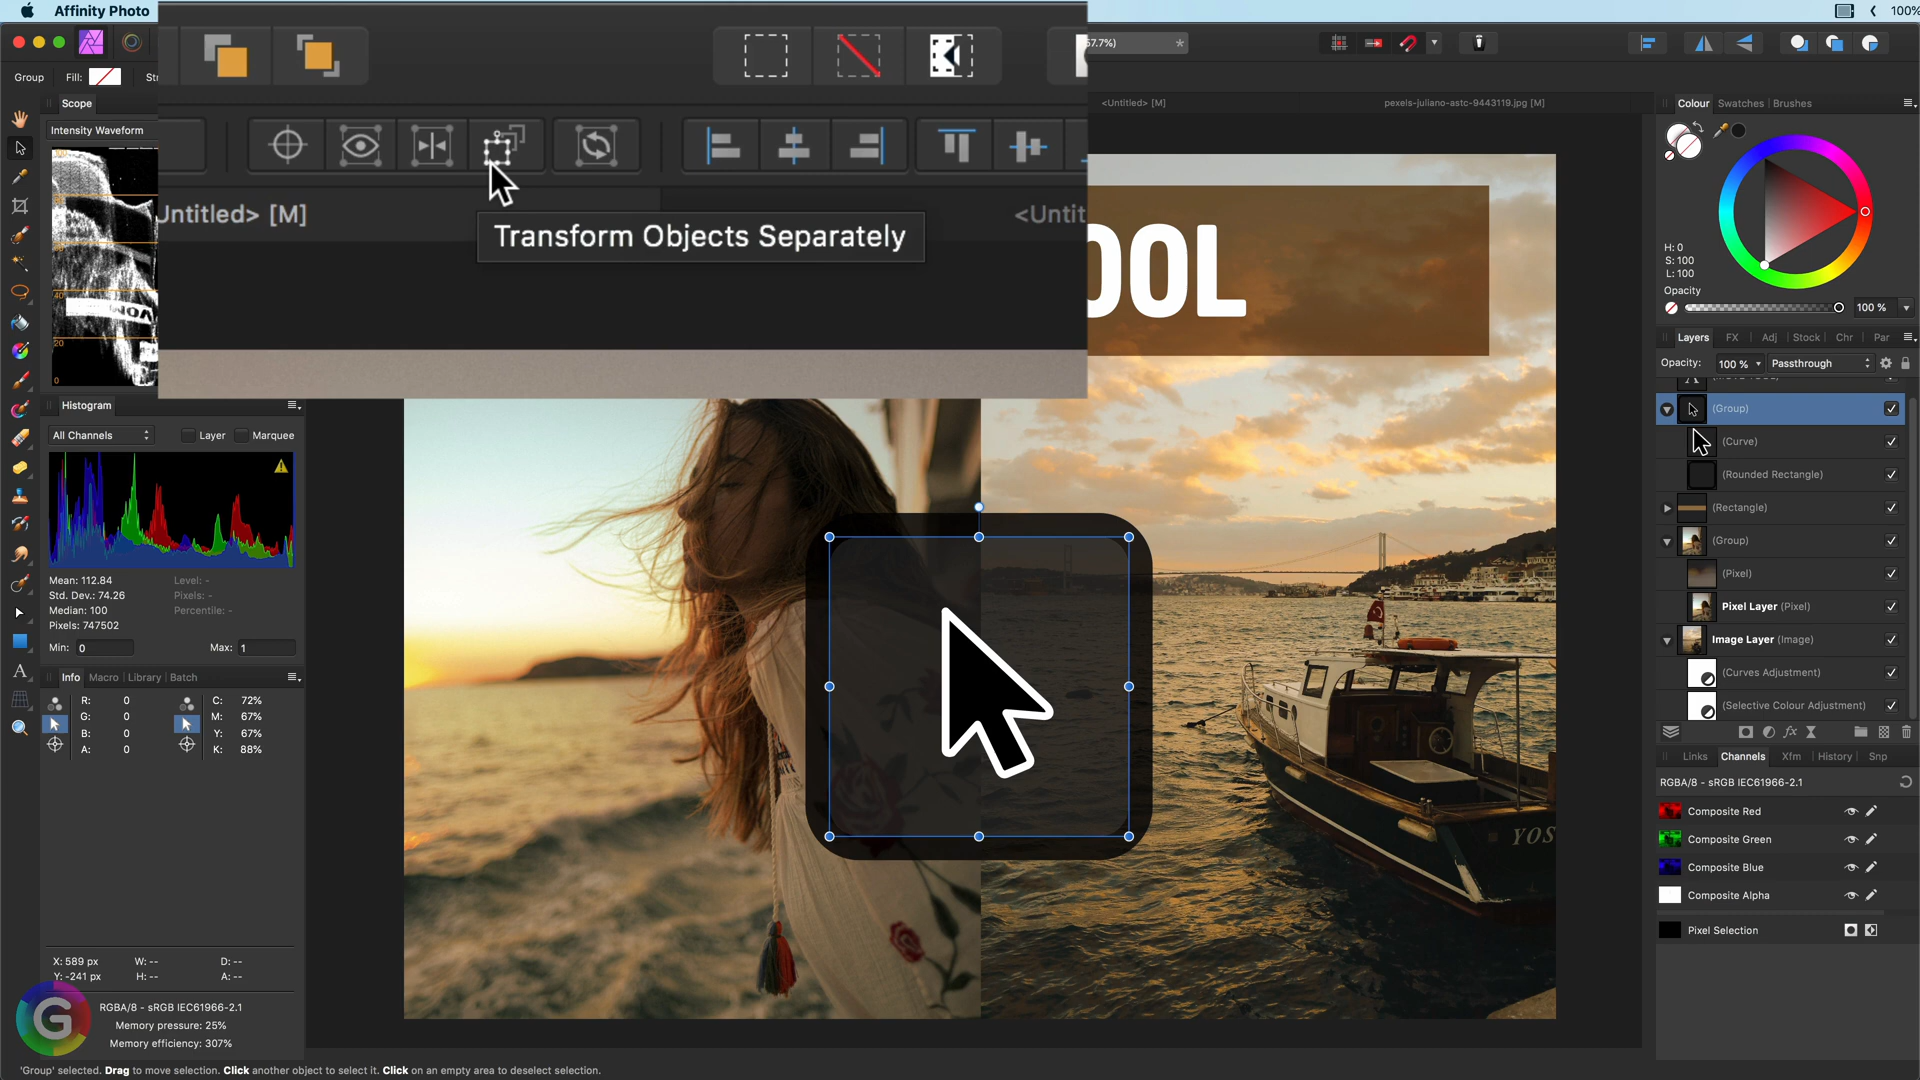 Affinity Photo
100%
57.7%)
*
Group
Fill:
Scope
Intensity Waveform
Untitled> [M]
<Untit
Transform Objects Separately
<Untitled> [M]
pexels-juliano-astc-9443119.jpg [M]
OOL
Colour
Swatches
Brushes
H: 0
S: 100
L: 100
Opacity
100 %
Layers
FX
Adj
Stock
Chr
Par
Opacity:
100 %
Passthrough
(Group)
(Curve)
(Rounded Rectangle)
(Rectangle)
(Group)
(Pixel)
Pixel Layer (Pixel)
Image Layer (Image)
(Curves Adjustment)
(Selective Colour Adjustment)
Links
Channels
Xfm
History
Snp
RGBA/8 - sRGB IEC61966-2.1
Composite Red
Composite Green
Composite Blue
Composite Alpha
Pixel Selection
40
20
0
Histogram
All Channels
Layer
Marquee
Mean: 112.84
Std. Dev.: 74.26
Median: 100
Pixels: 747502
Level: -
Pixels: -
Percentile: -
Min: 0
Max: 1
Info
Macro
Library
Batch
R: 0
G: 0
B: 0
A: 0
C: 72%
M: 67%
Y: 67%
K: 88%
X: 589 px
Y: -241 px
W: --
H: --
D: --
A: --
G
RGBA/8 - sRGB IEC61966-2.1
Memory pressure: 25%
Memory efficiency: 307%
YOS
'Group' selected. Drag to move selection. Click another object to select it. Click on an empty area to deselect selection.